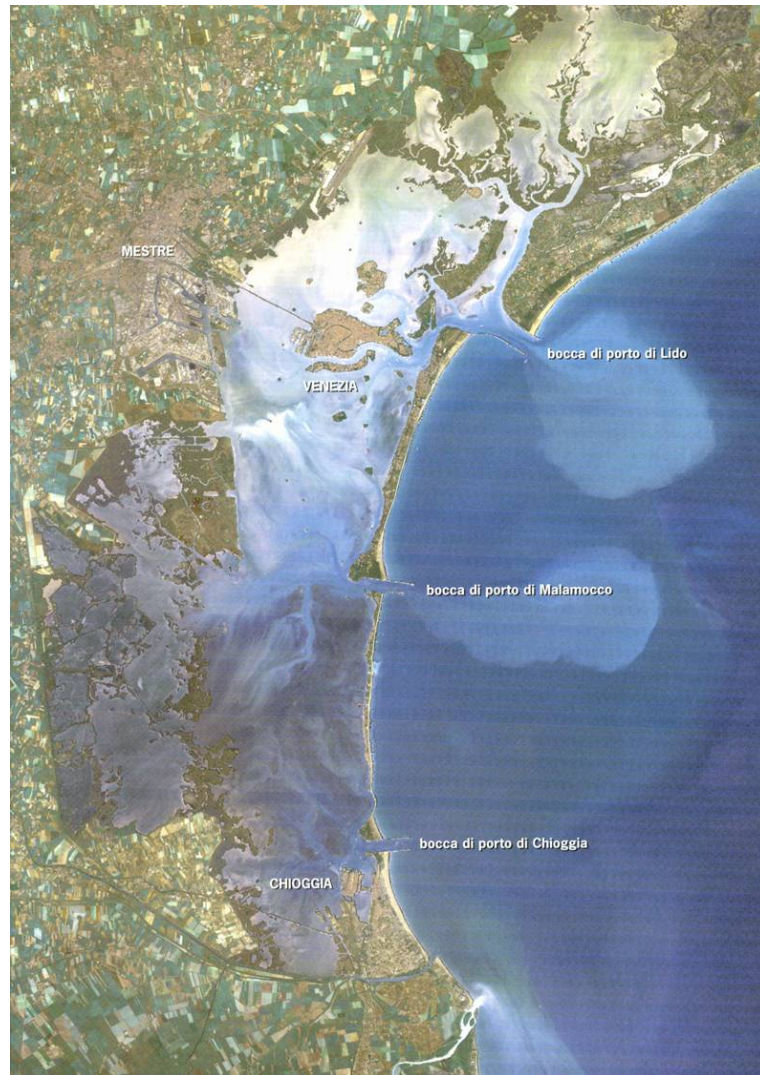 MESTRE
bocca di porto di Lido
VENEZIA
bocca di porto di Malamocco
bocca di porto di Chioggia
CHIOGGIA